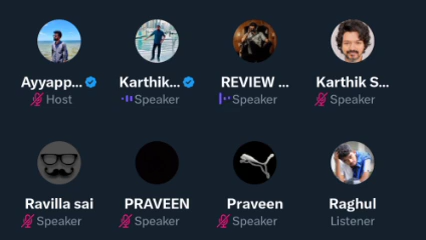 Ayyapp... Karthik... REVIEW ... Karthik S...
Host Speaker Speaker Speaker
Ravilla sai PRAVEEN Praveen Raghul
Speaker Speaker Speaker Listener